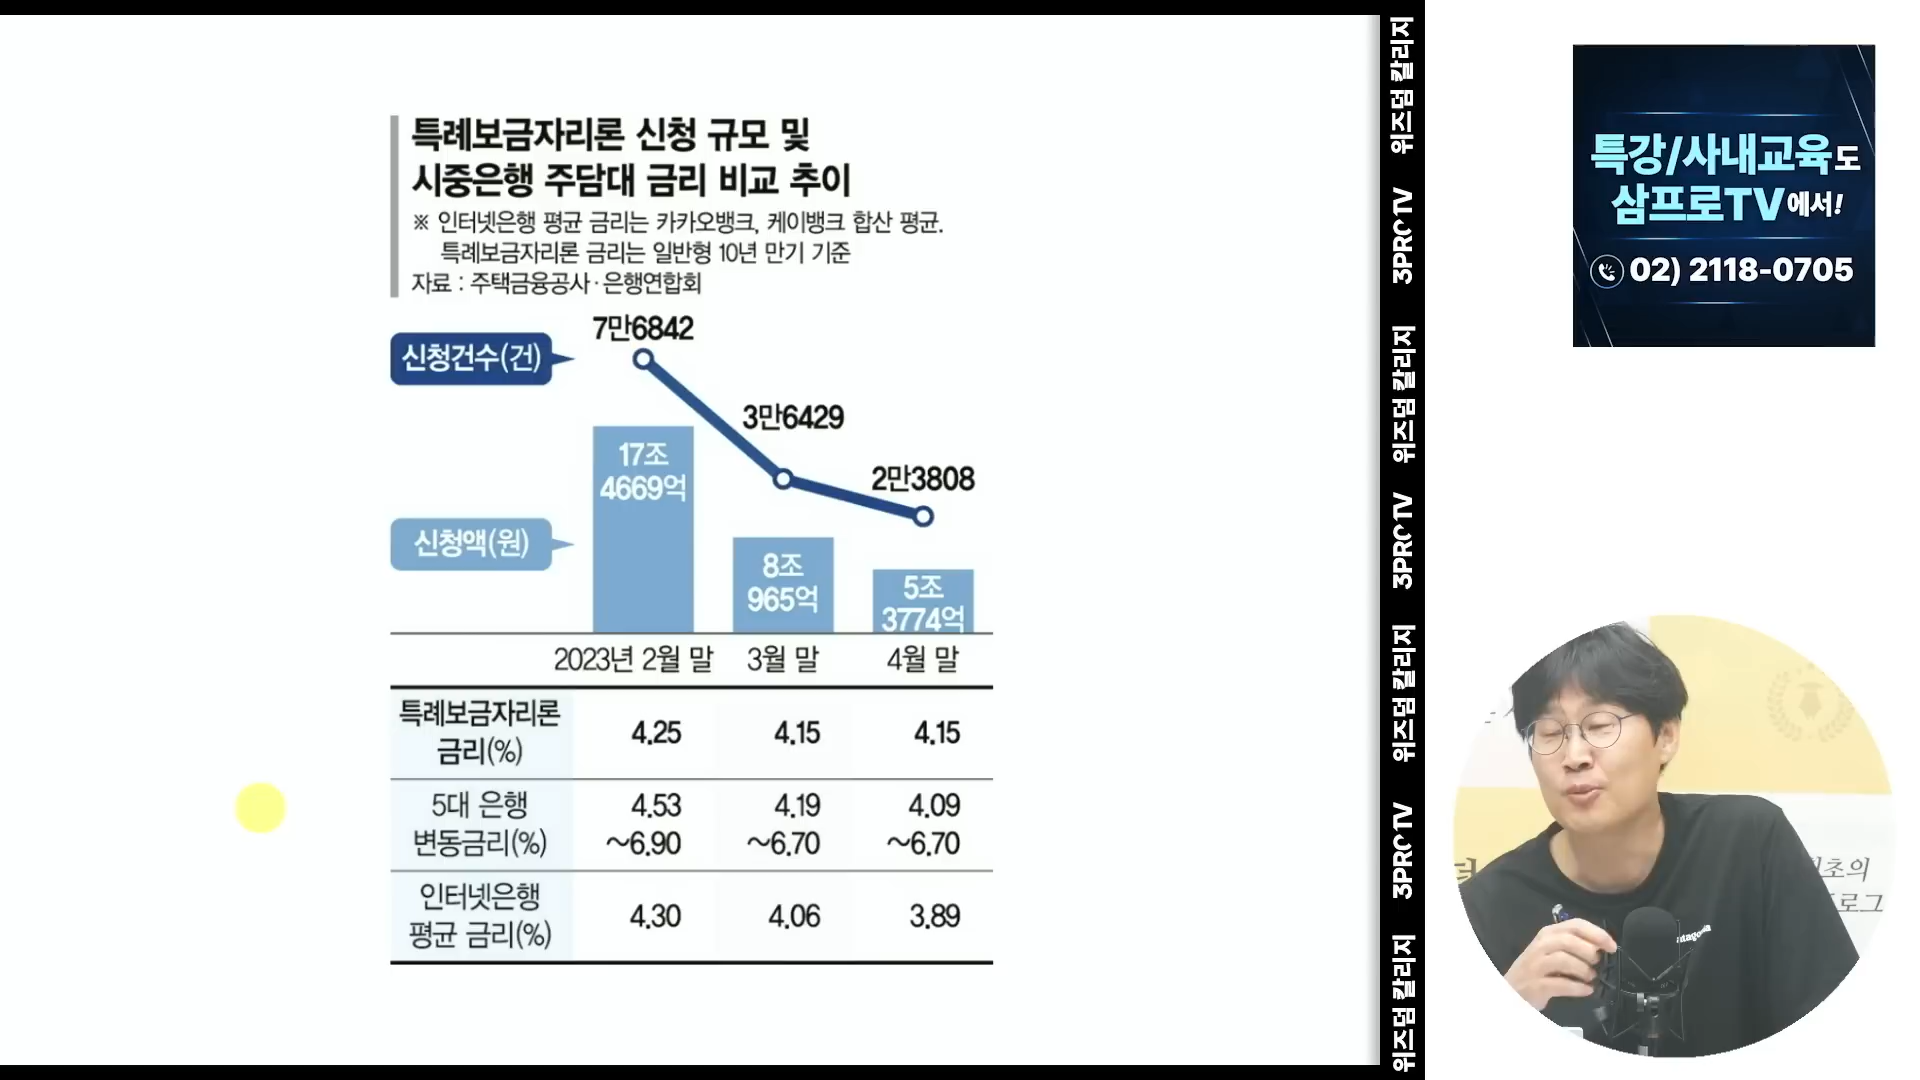 특례보금자리론 신청 규모 및
시중은행 주담대 금리 비교 추이
※ 인터넷은행 평균 금리는 카카오뱅크, 케이뱅크 합산 평균.
특례보금자리론 금리는 일반형 10년 만기 기준
자료 : 주택금융공사·은행연합회
신청건수(건)
7만6842
3만6429
2만3808
신청액(원)
17조
4669억
8조
965억
5조
3774억
2023년 2월 말 3월 말 4월 말
특례보금자리론
금리(%)
4.25 4.15 4.15
5대 은행
변동금리(%)
4.53
~6.90
4.19
~6.70
4.09
~6.70
인터넷은행
평균 금리(%)
4.30 4.06 3.89
위즈덤 칼리지
3PROTV
위즈덤 칼리지
3PROTV
위즈덤 칼리지
3PROTV
위즈덤 칼리지
특강/사내교육도
삼프로TV에서!
02) 2118-0705
초의
로그